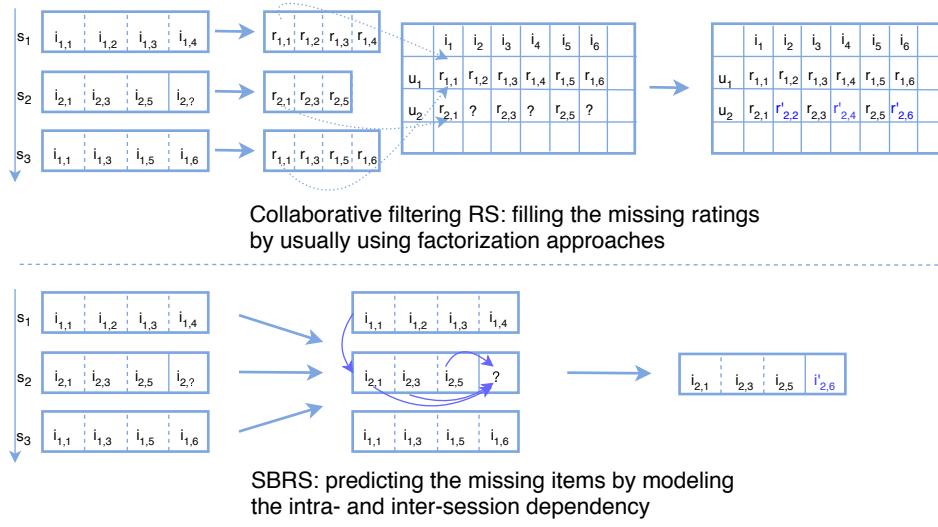 s1 i1,1 i1,2 i1,3 i1,4 r1,1 r1,2 r1,3 r1,4
s2 i2,1 i2,3 i2,5 i2,? r2,1 r2,3 r2,5
s3 i1,1 i1,3 i1,5 i1,6 r1,1 r1,3 r1,5 r1,6
i1 i2 i3 i4 i5 i6
u1 r1,1 r1,2 r1,3 r1,4 r1,5 r1,6
u2 r2,1 ? r2,3 ? r2,5 ?
i1 i2 i3 i4 i5 i6
u1 r1,1 r1,2 r1,3 r1,4 r1,5 r1,6
u2 r2,1 r'2,2 r2,3 r'2,4 r2,5 r'2,6
Collaborative filtering RS: filling the missing ratings
by usually using factorization approaches
s1 i1,1 i1,2 i1,3 i1,4 i1,1 i1,2 i1,3 i1,4
s2 i2,1 i2,3 i2,5 i2,? i2,1 i2,3 i2,5 ? i2,1 i2,3 i2,5 i'2,6
s3 i1,1 i1,3 i1,5 i1,6 i1,1 i1,3 i1,5 i1,6
SBRS: predicting the missing items by modeling
the intra- and inter-session dependency